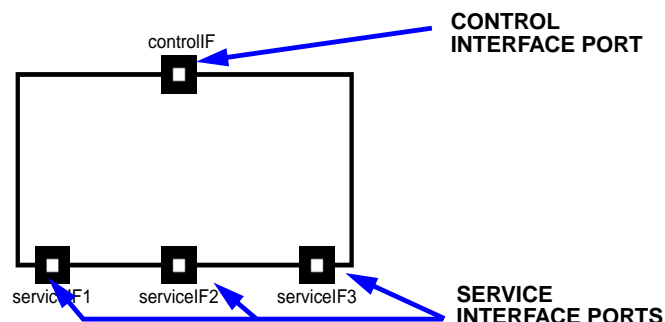 CONTROL
INTERFACE PORT
controlIF
serviceIF1
serviceIF2
serviceIF3
SERVICE
INTERFACE PORTS